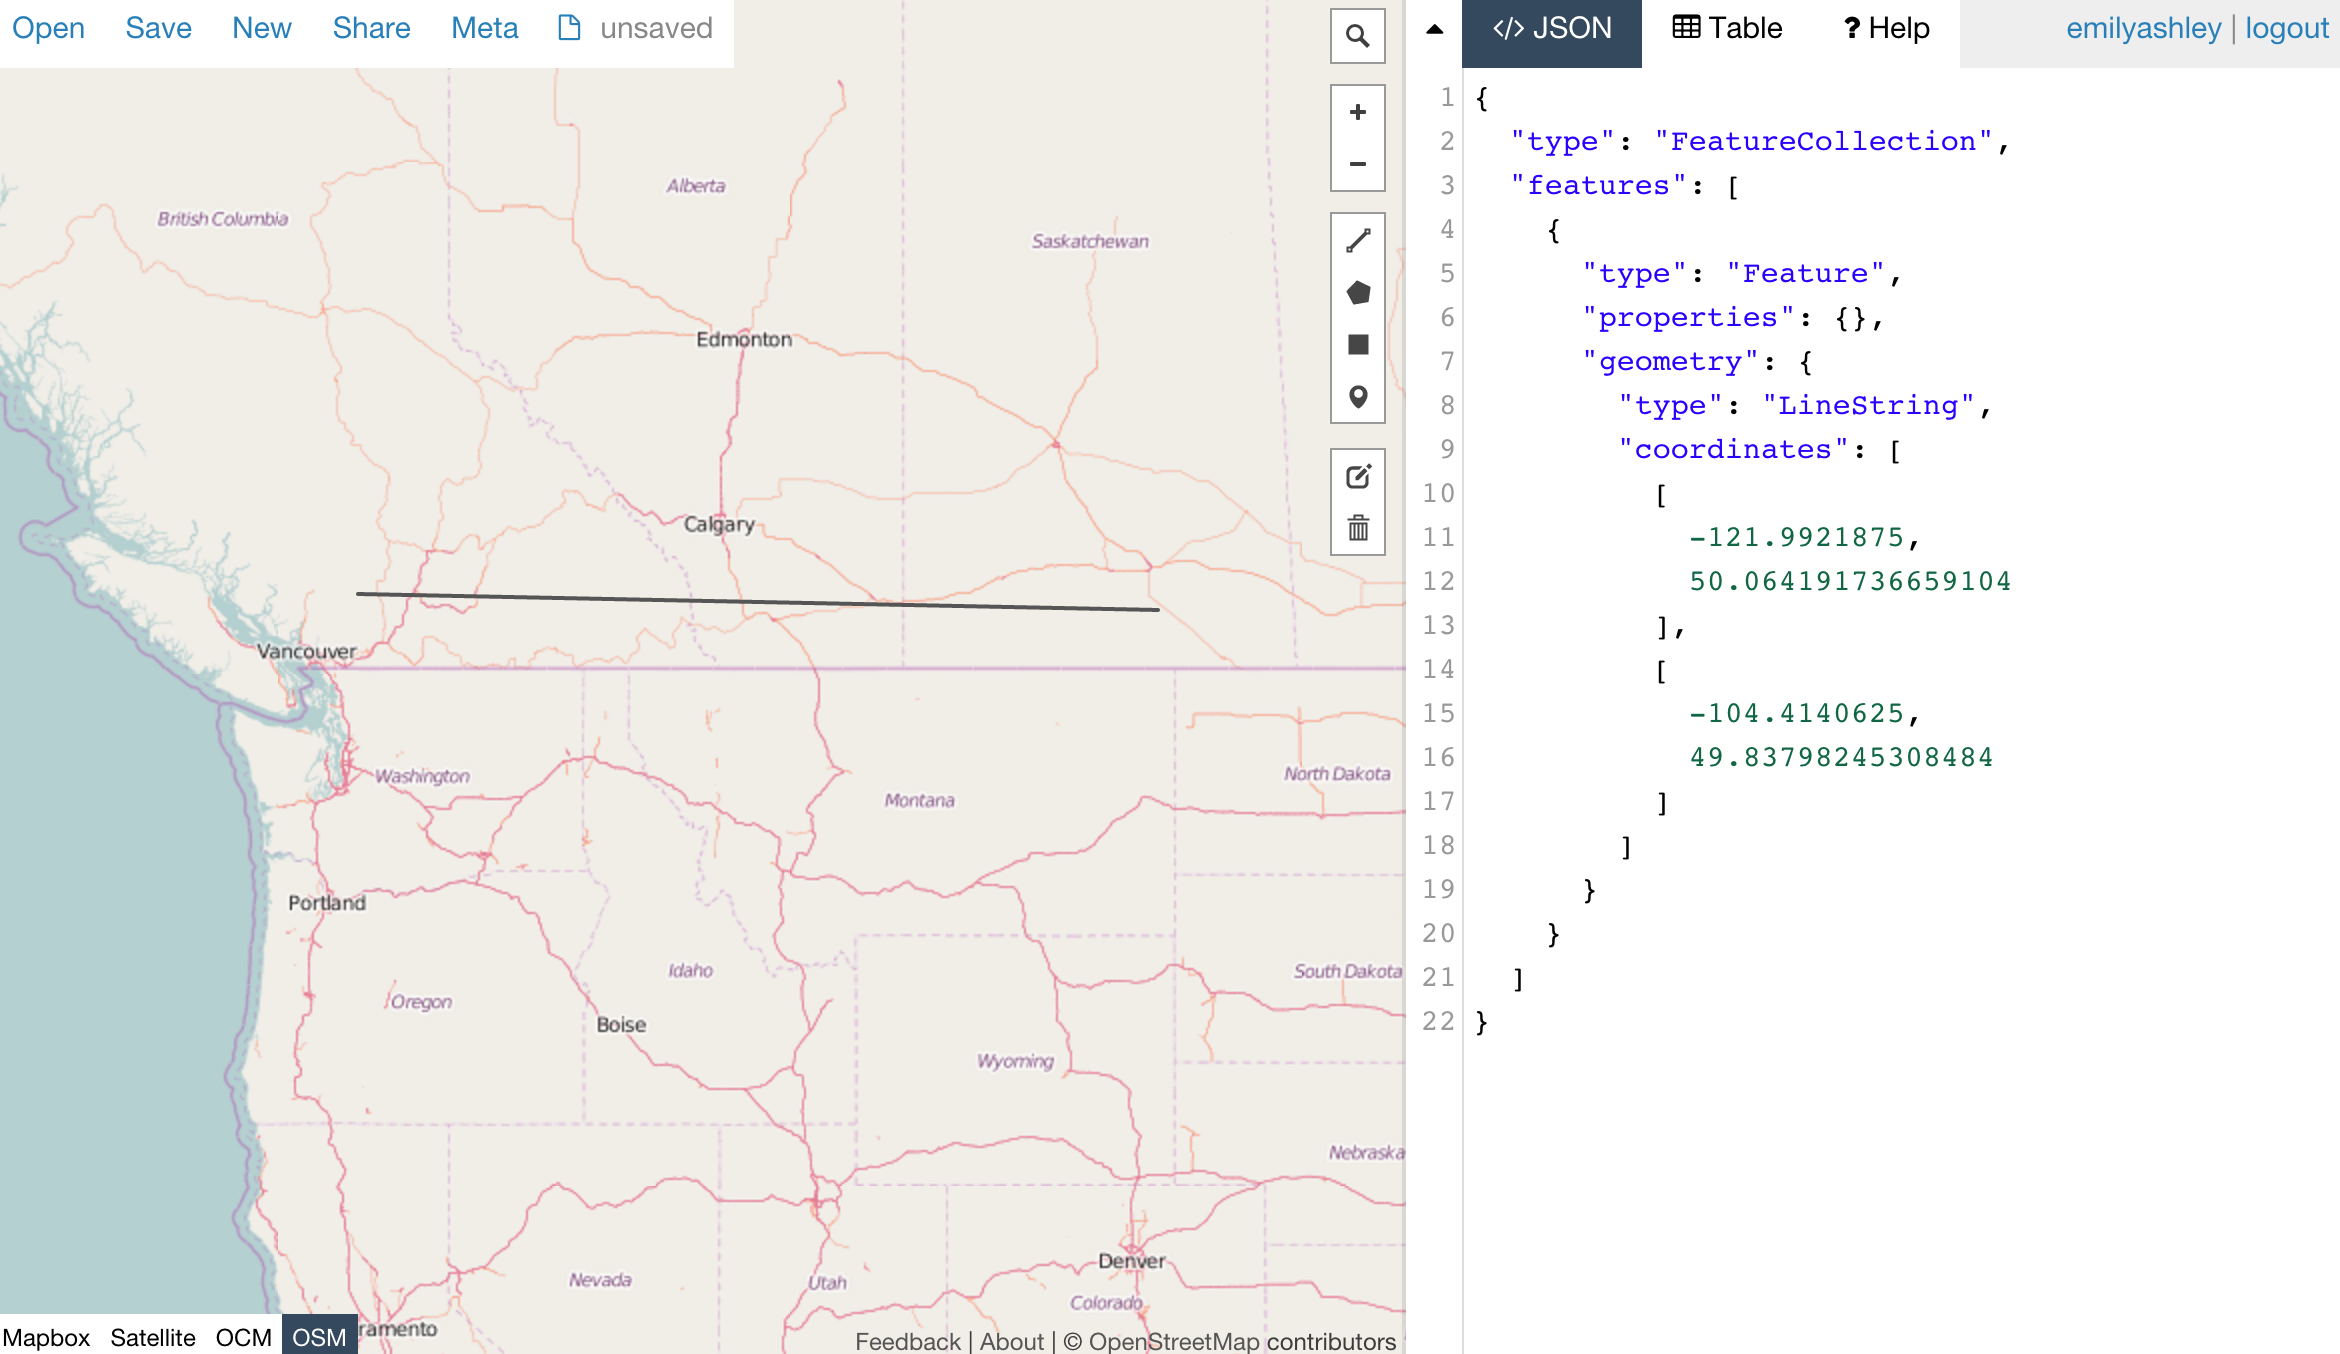 Open Save New Share Meta unsaved
</> JSON Table ? Help emilyashley | logout
British Columbia
Alberta
Saskatchewan
Edmonton
Calgary
Vancouver
Washington
Montana
North Dakota
Portland
Idaho
South Dakota
Oregon
Boise
Wyoming
Nebraska
Denver
Nevada
Utah
Colorado
ramento
Mapbox Satellite OCM OSM
Feedback | About | © OpenStreetMap contributors
1 {
2 "type": "FeatureCollection",
3 "features": [
4 {
5 "type": "Feature",
6 "properties": {},
7 "geometry": {
8 "type": "LineString",
9 "coordinates": [
10 [
11 -121.9921875,
12 50.064191736659104
13 ],
14 [
15 -104.4140625,
16 49.83798245308484
17 ]
18 ]
19 }
20 }
21 ]
22 }